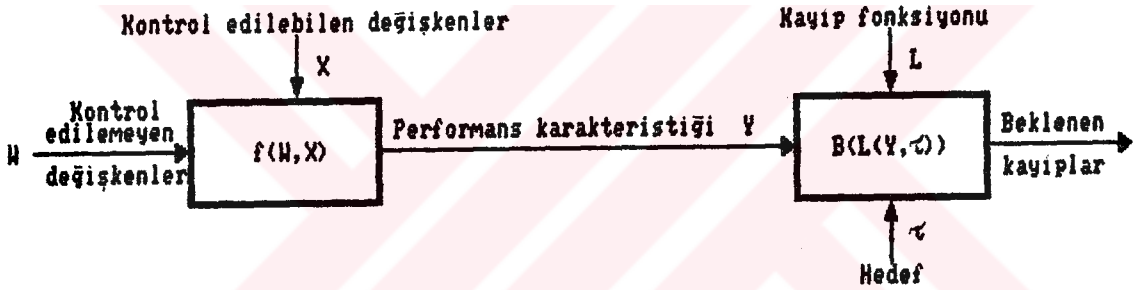 Kontrol edilebilen değişkenler
X
Kontrol
edilemeyen
W
değişkenler
f(W,X)
Performans karakteristiği Y
Kayıp fonksiyonu
L
B(L(Y,τ))
Beklenen
kayıplar
τ
Hedef